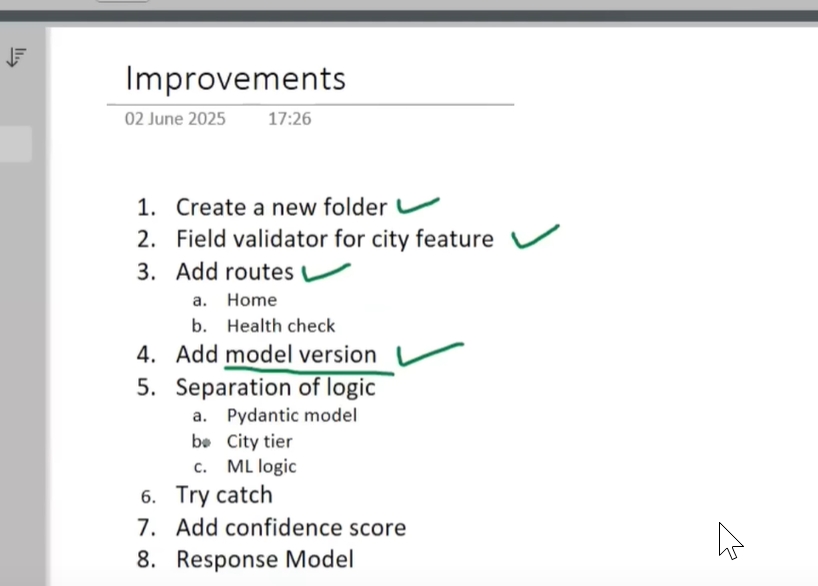 Improvements
02 June 2025 17:26
1. Create a new folder
2. Field validator for city feature
3. Add routes
a. Home
b. Health check
4. Add model version
5. Separation of logic
a. Pydantic model
b. City tier
c. ML logic
6. Try catch
7. Add confidence score
8. Response Model